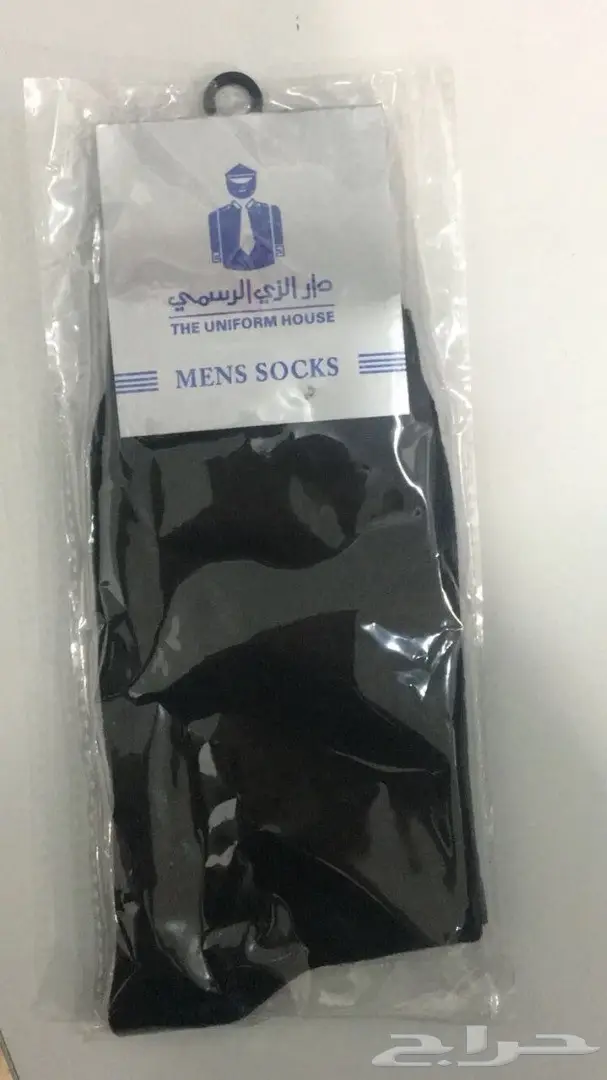 دار الزي الرسمي
THE UNIFORM HOUSE
MENS SOCKS
حراج